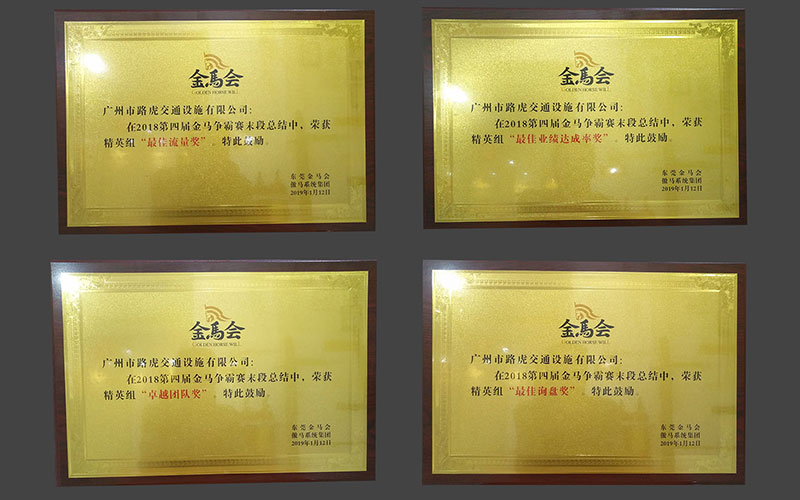 金馬会
GOLDEN HORSE WILL
广州市路虎交通设施有限公司:
在2018第四届金马争霸赛末段总结中，荣获
精英组“最佳流量奖”。特此鼓励。
东莞金马会
傲马系统集团
2019年1月12日
金馬会
GOLDEN HORSE WILL
广州市路虎交通设施有限公司:
在2018第四届金马争霸赛末段总结中，荣获
精英组“最佳业绩达成率奖”。特此鼓励。
东莞金马会
傲马系统集团
2019年1月12日
金馬会
GOLDEN HORSE WILL
广州市路虎交通设施有限公司:
在2018第四届金马争霸赛末段总结中，荣获
精英组“卓越团队奖”。特此鼓励。
东莞金马会
傲马系统集团
2019年1月12日
金馬会
GOLDEN HORSE WILL
广州市路虎交通设施有限公司:
在2018第四届金马争霸赛末段总结中，荣获
精英组“最佳询盘奖”。特此鼓励。
东莞金马会
傲马系统集团
2019年1月12日